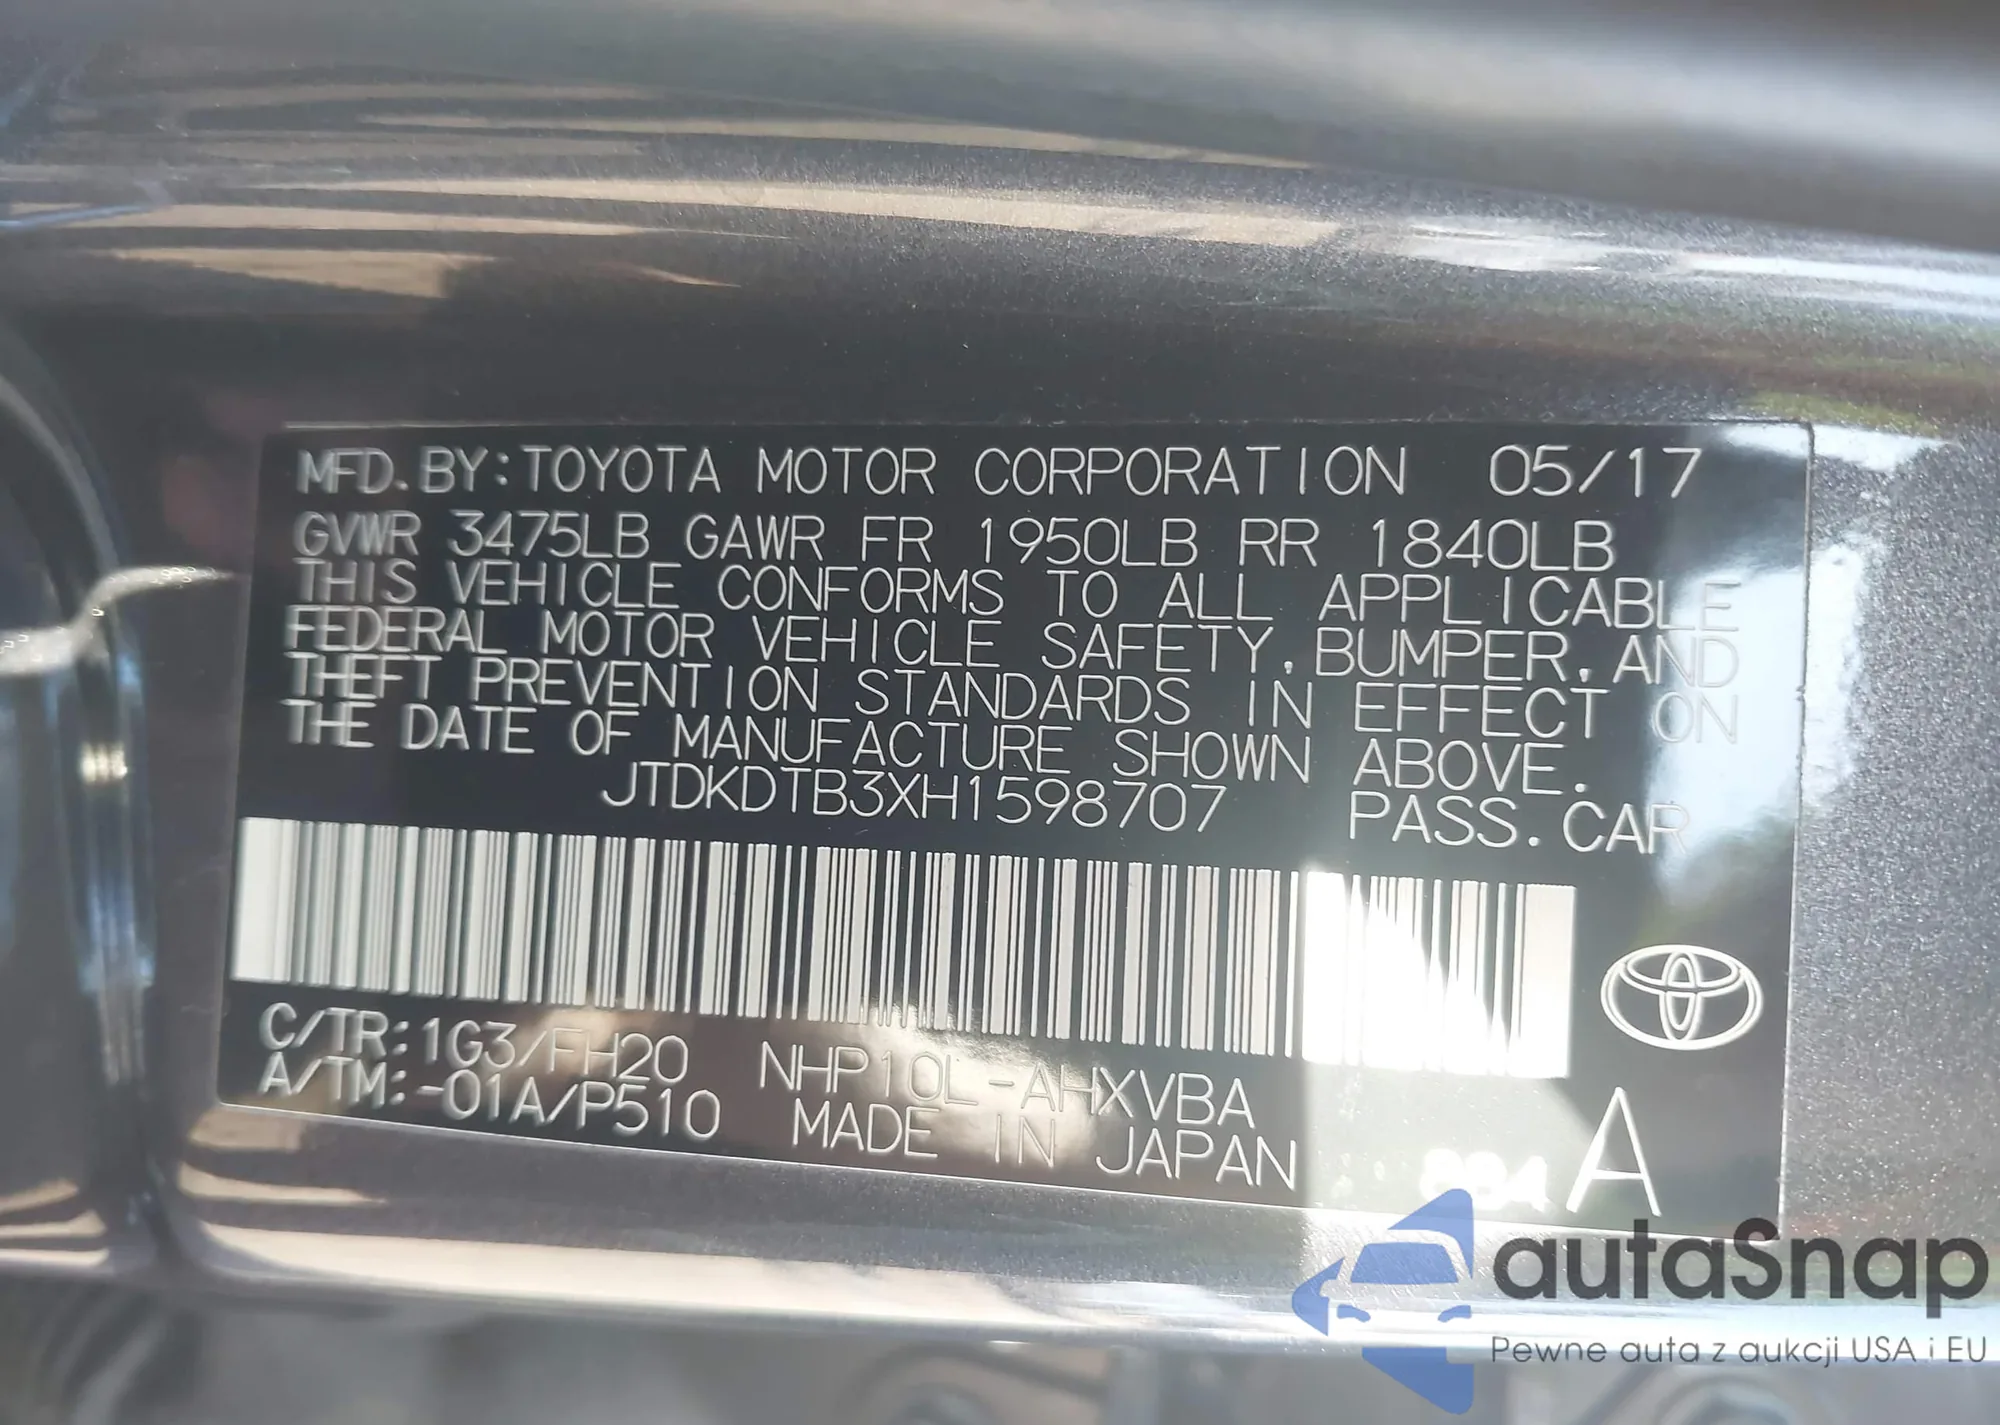 MFD. BY: TOYOTA MOTOR CORPORATION 05/17
GVWR 3475LB GAWR FR 1950LB RR 1840LB
THIS VEHICLE CONFORMS TO ALL APPLICABLE
FEDERAL MOTOR VEHICLE SAFETY, BUMPER, AND
THEFT PREVENTION STANDARDS IN EFFECT ON
THE DATE OF MANUFACTURE SHOWN ABOVE.
JTDKDTB3XH1598707 PASS. CAR
C/TR: 1G3/FH20 NHP10L-AHXVBA
A/TM: -01A/P510 MADE IN JAPAN
A
autaSnap
Pewne auta z aukcji USA i EU